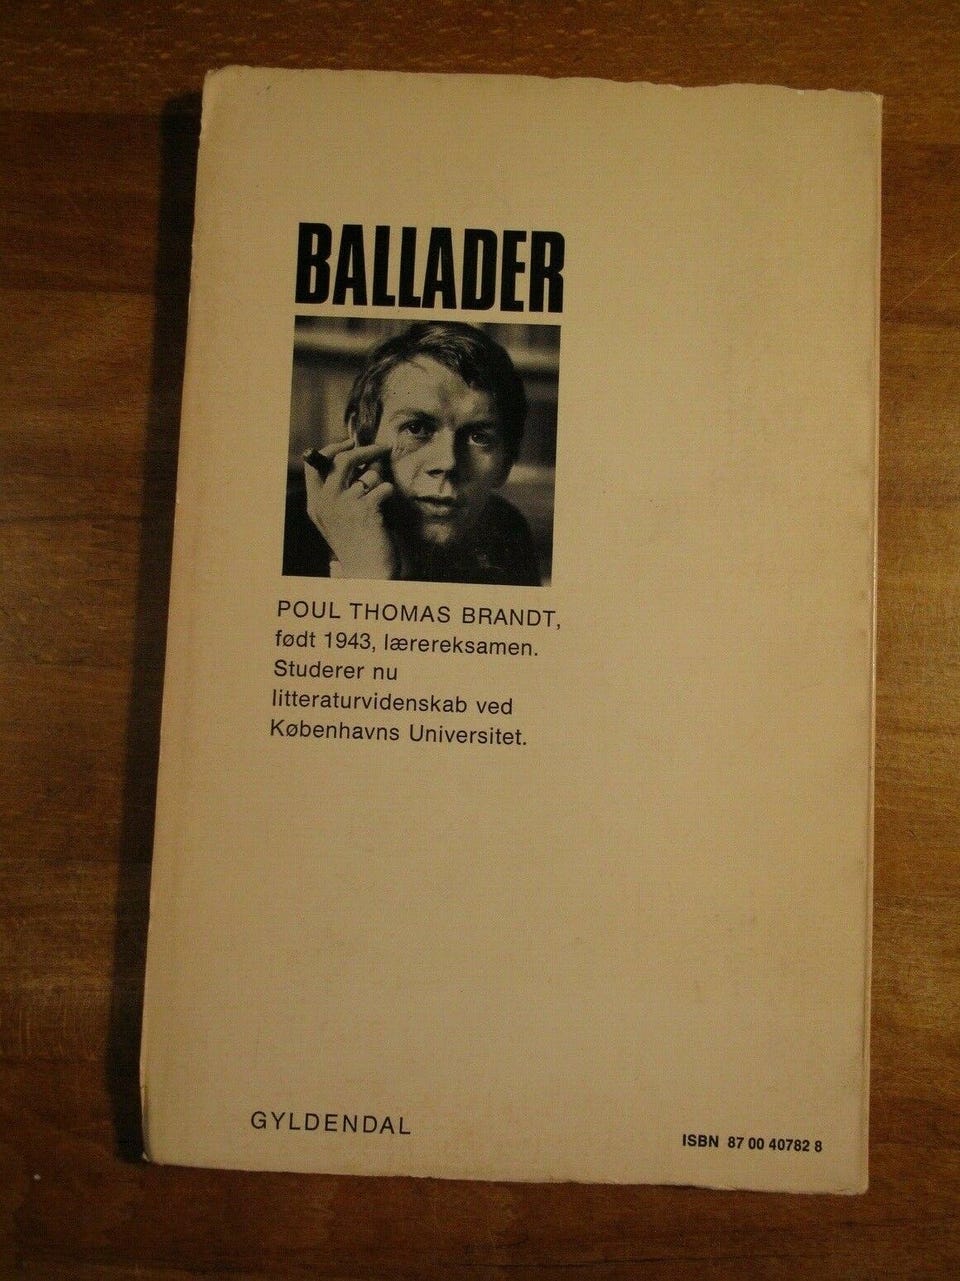 BALLADER
POUL THOMAS BRANDT,
født 1943, lærereksamen.
Studerer nu
litteraturvidenskab ved
Københavns Universitet.
GYLDENDAL
ISBN 87 00 40782 8